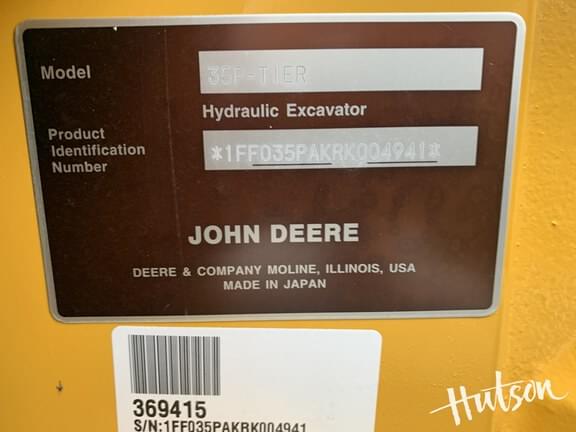 Model 35P-TIER
Hydraulic Excavator
Product
Identification
Number
*1FF035PAKRK004941*
JOHN DEERE
DEERE & COMPANY MOLINE, ILLINOIS, USA
MADE IN JAPAN
369415
S/N:1FF035PAKRK004941
Hutson